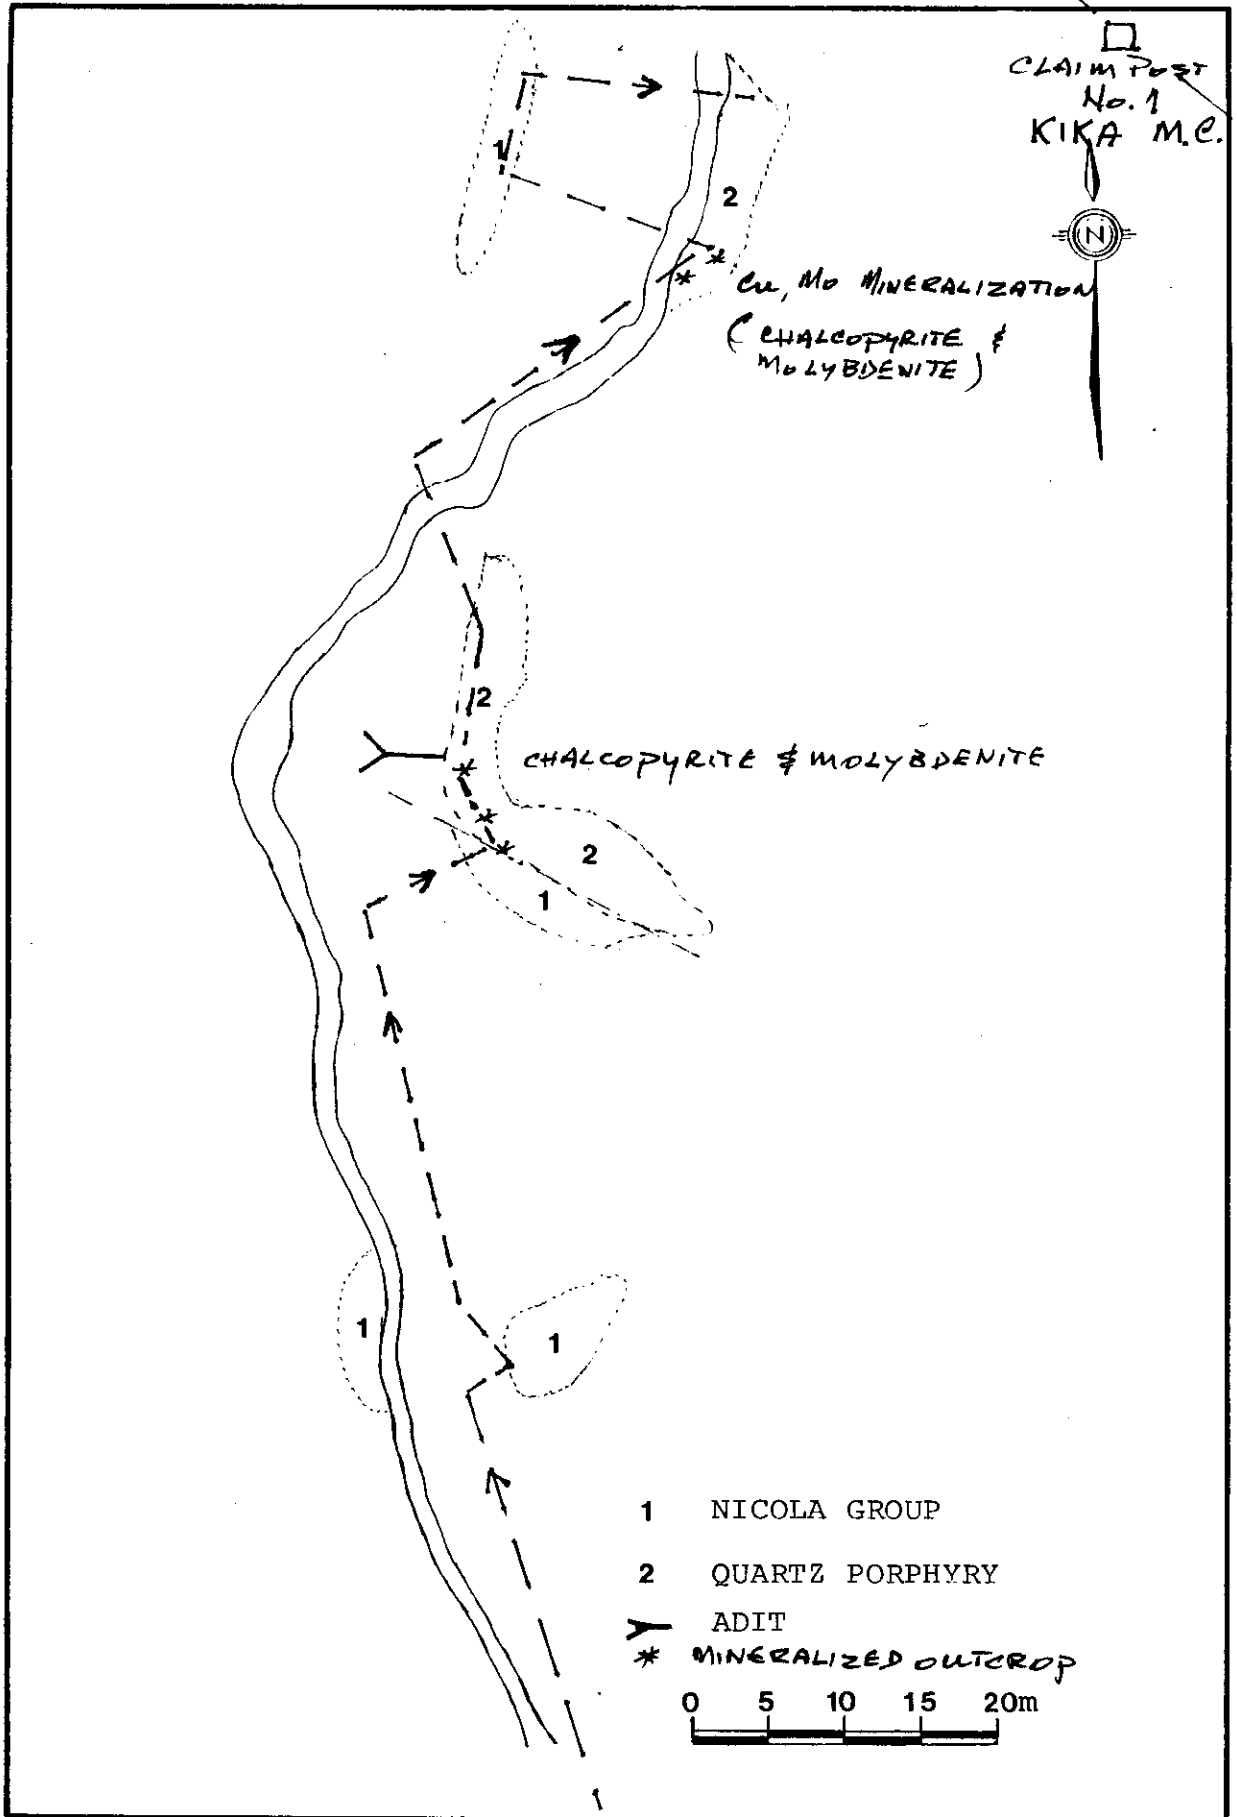 CLAIM POST
No. 1
KIKA M.C.
N
1
2
Cu, Mo MINERALIZATION
(CHALCOPYRITE &
MOLYBDENITE)
2
CHALCOPYRITE & MOLYBDENITE
2
1
1
1
1 NICOLA GROUP
2 QUARTZ PORPHYRY
ADIT
* MINERALIZED OUTCROP
0 5 10 15 20m